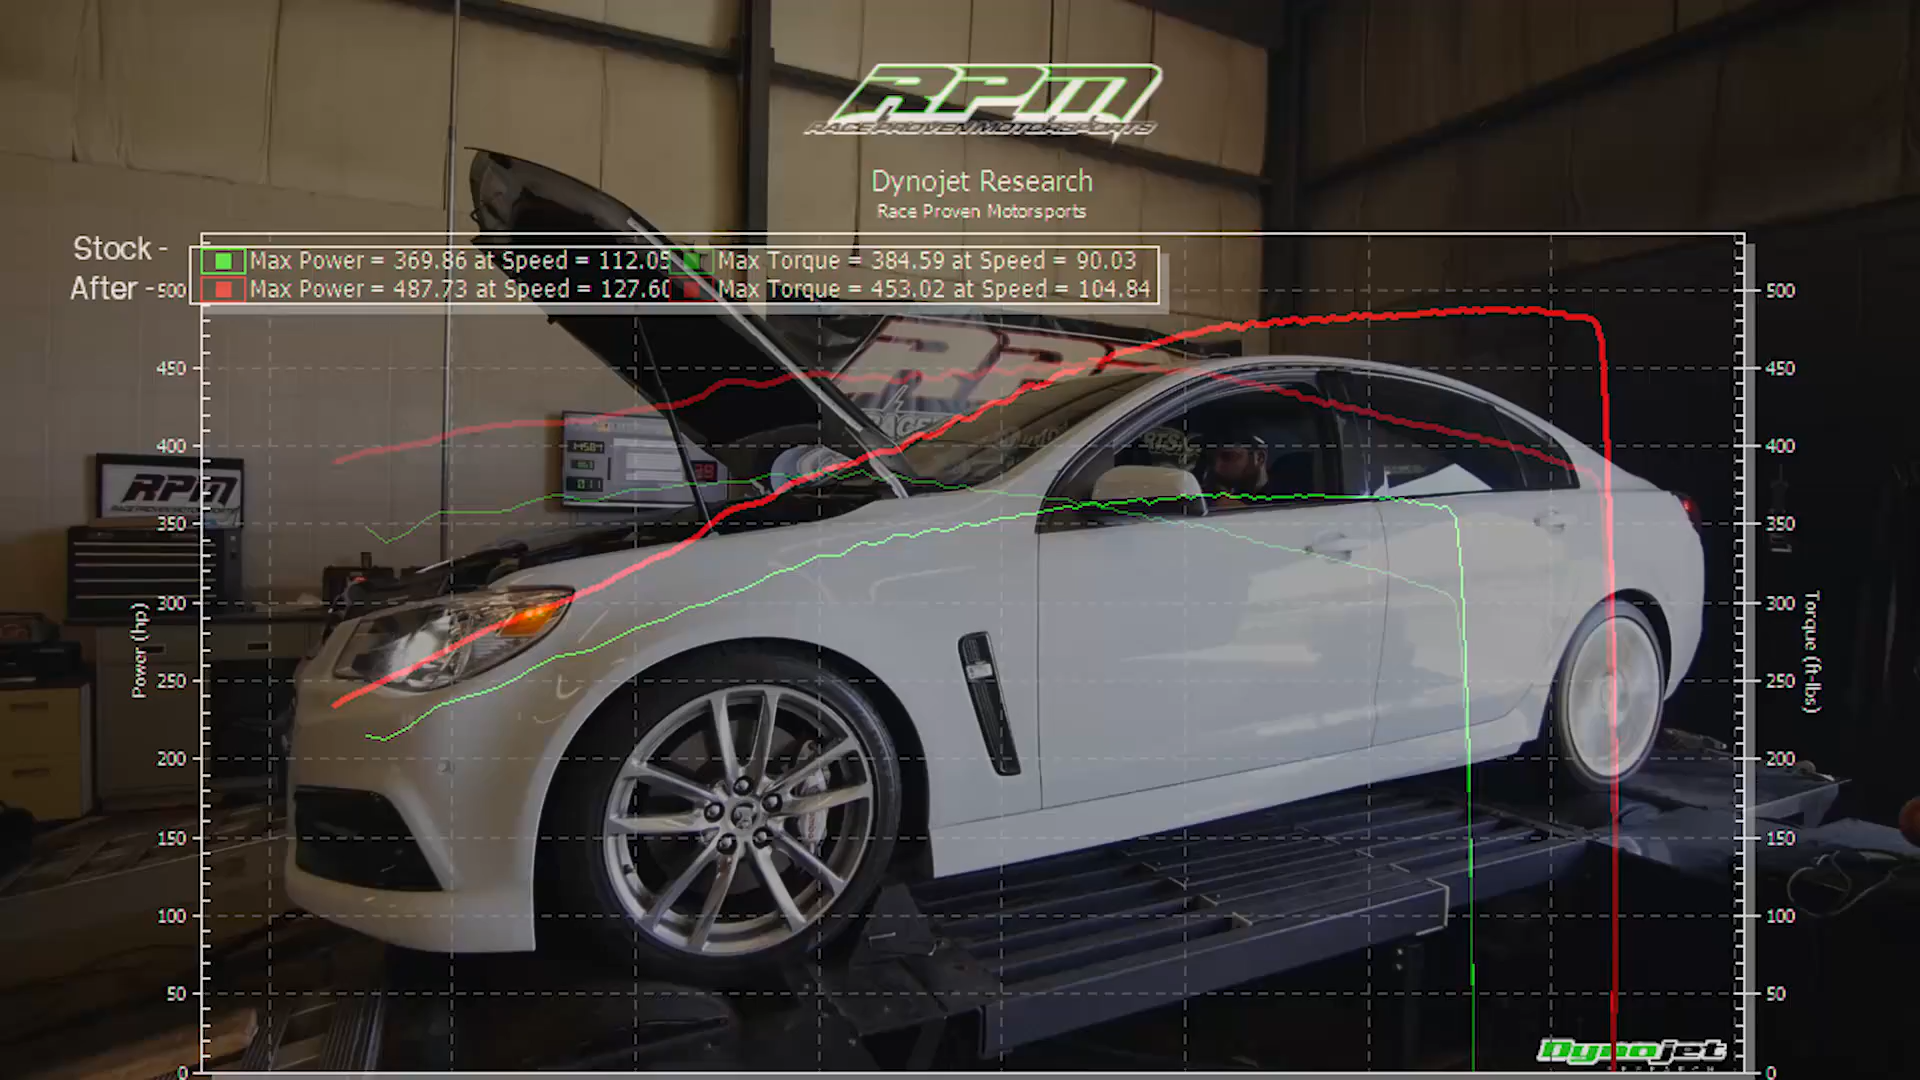 RPM
RACE PROVEN MOTORSPORTS
Dynojet Research
Race Proven Motorsports
Stock -
Max Power = 369.86 at Speed = 112.05
Max Torque = 384.59 at Speed = 90.03
After -
Max Power = 487.73 at Speed = 127.60
Max Torque = 453.02 at Speed = 104.84
500
500
450
450
400
400
350
350
300
300
250
250
200
200
150
150
100
100
50
50
0
0
Power (hp)
Torque (ft-lbs)
RPM
RPM
Dynojet
RESEARCH